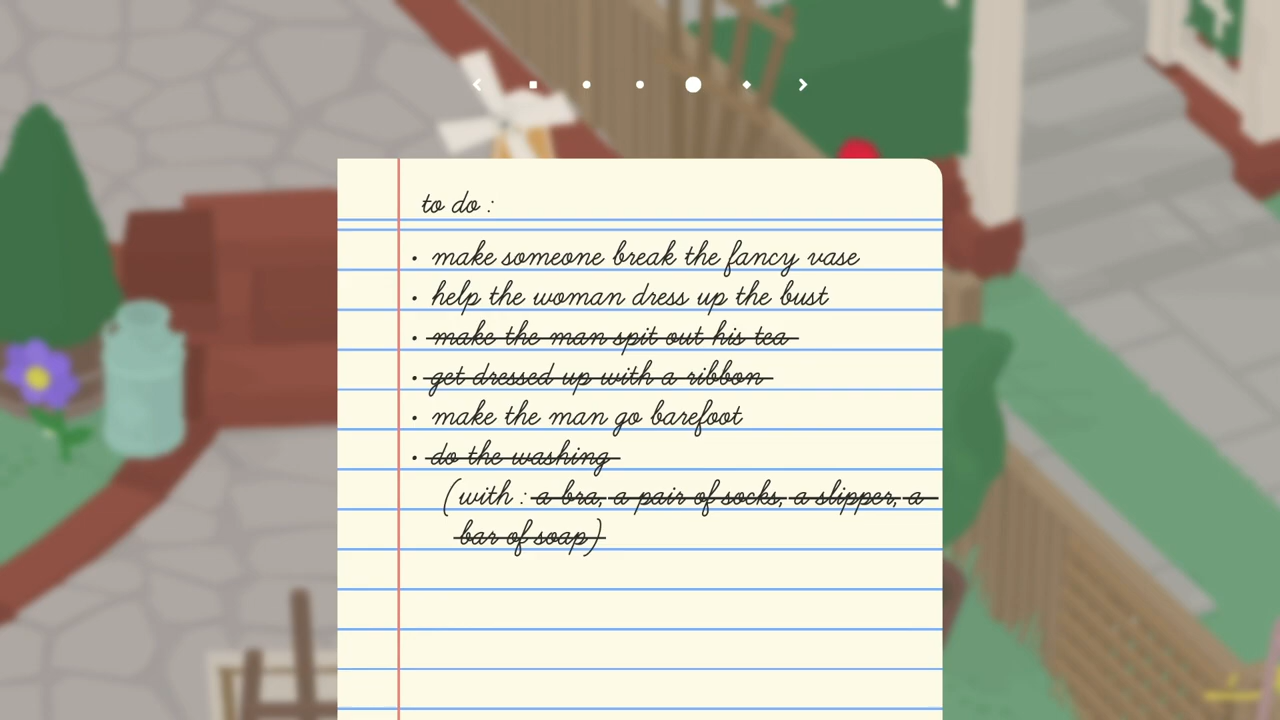 to do :
• make someone break the fancy vase
• help the woman dress up the bust
• make the man spit out his tea
• get dressed up with a ribbon
• make the man go barefoot
• do the washing
(with : a bra, a pair of socks, a slipper, a
bar of soap)